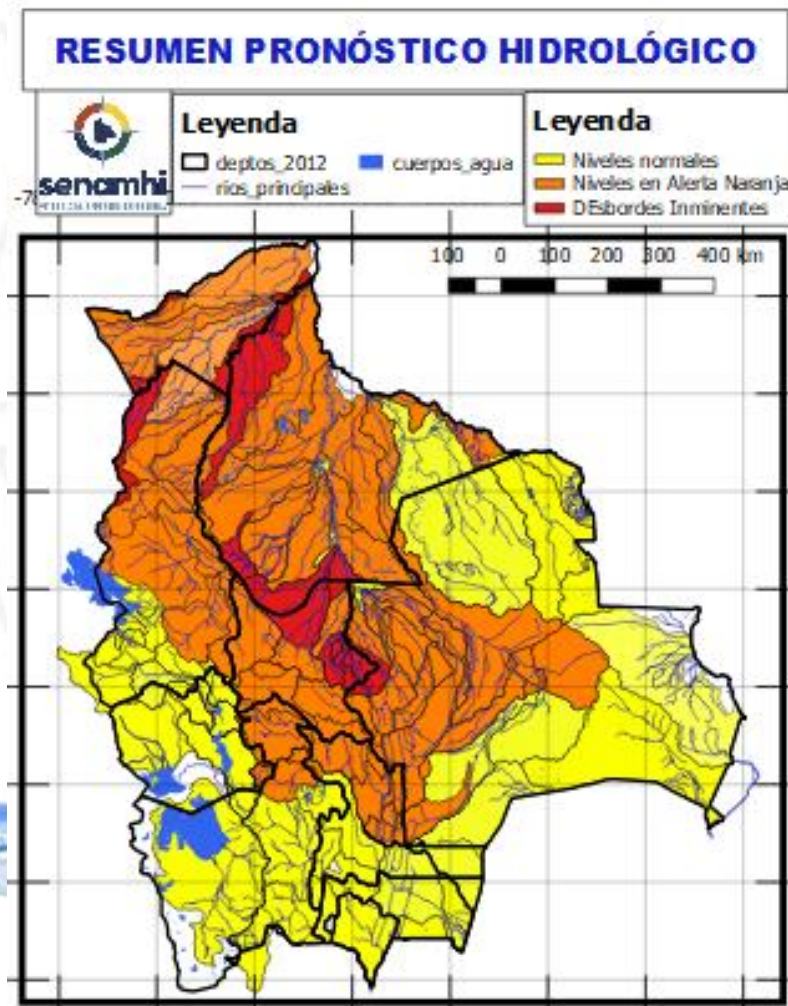 RESUMEN PRONÓSTICO HIDROLÓGICO
senamhi
Leyenda
deptos_2012 cuerpos_agua
rios_principales
Leyenda
Niveles normales
Niveles en Alerta Naranja
DEsbordes Inminentes
100 0 100 200 300 400 km